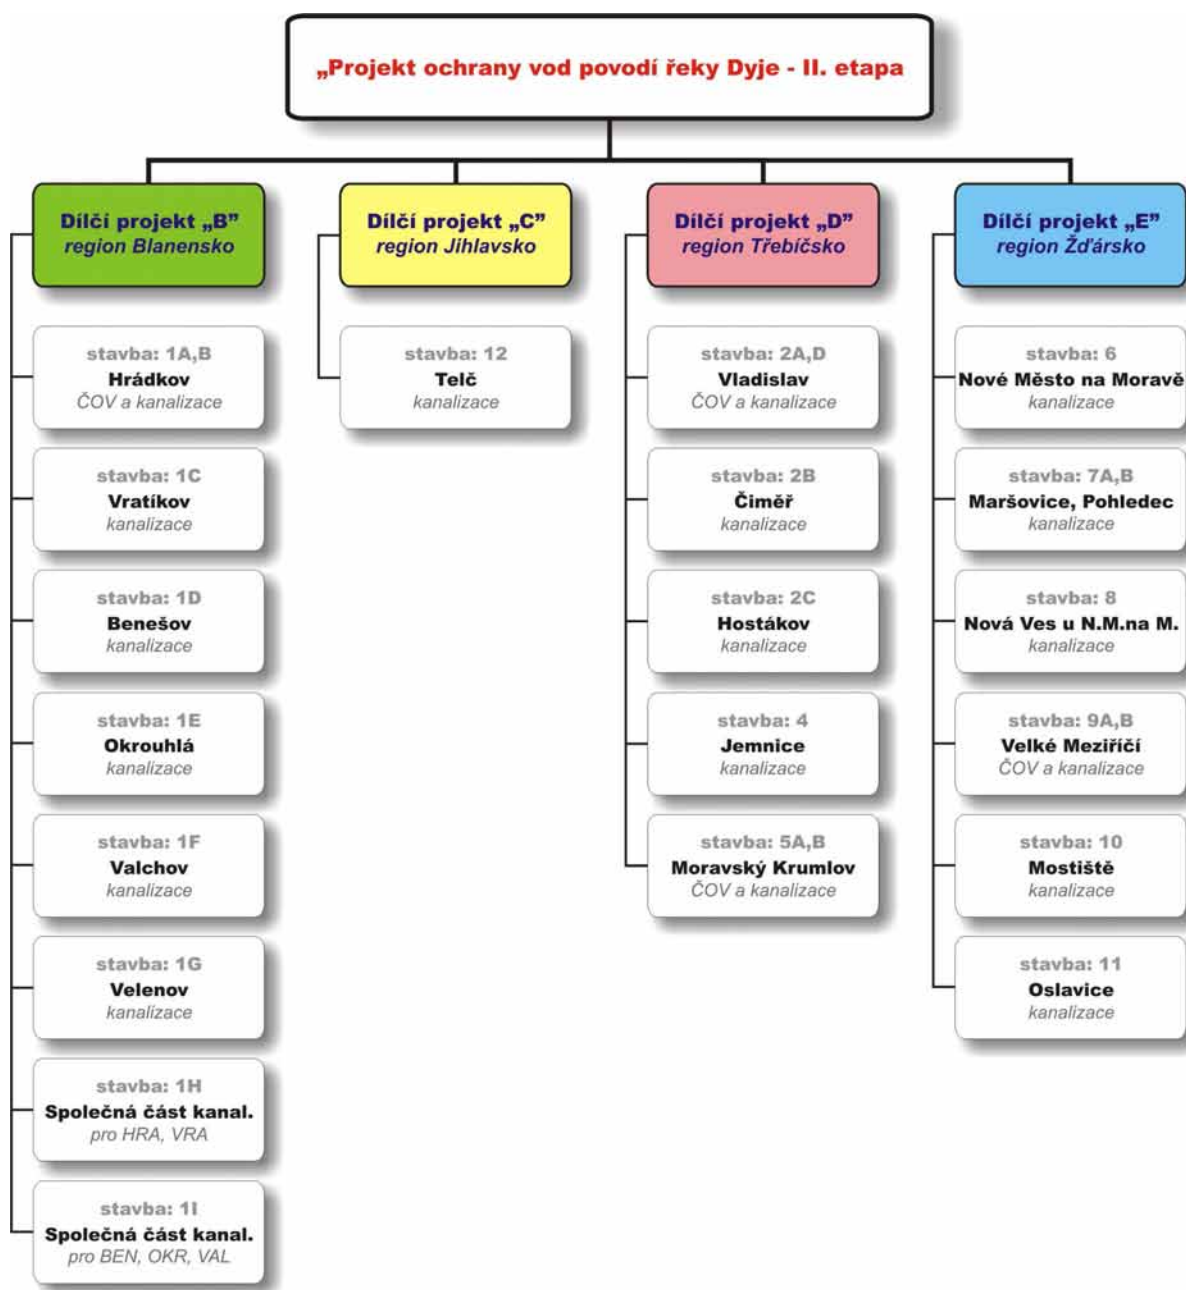 „Projekt ochrany vod povodí řeky Dyje - II. etapa
Dílčí projekt „B”
region Blanensko
stavba: 1A,B
Hrádkov
ČOV a kanalizace
stavba: 1C
Vratíkov
kanalizace
stavba: 1D
Benešov
kanalizace
stavba: 1E
Okrouhlá
kanalizace
stavba: 1F
Valchov
kanalizace
stavba: 1G
Velenov
kanalizace
stavba: 1H
Společná část kanal.
pro HRA, VRA
stavba: 1I
Společná část kanal.
pro BEN, OKR, VAL
Dílčí projekt „C”
region Jihlavsko
stavba: 12
Telč
kanalizace
Dílčí projekt „D”
region Třebíčsko
stavba: 2A,D
Vladislav
ČOV a kanalizace
stavba: 2B
Čiměř
kanalizace
stavba: 2C
Hostákov
kanalizace
stavba: 4
Jemnice
kanalizace
stavba: 5A,B
Moravský Krumlov
ČOV a kanalizace
Dílčí projekt „E”
region Žďársko
stavba: 6
Nové Město na Moravě
kanalizace
stavba: 7A,B
Maršovice, Pohledec
kanalizace
stavba: 8
Nová Ves u N.M.na M.
kanalizace
stavba: 9A,B
Velké Meziříčí
ČOV a kanalizace
stavba: 10
Mostiště
kanalizace
stavba: 11
Oslavice
kanalizace